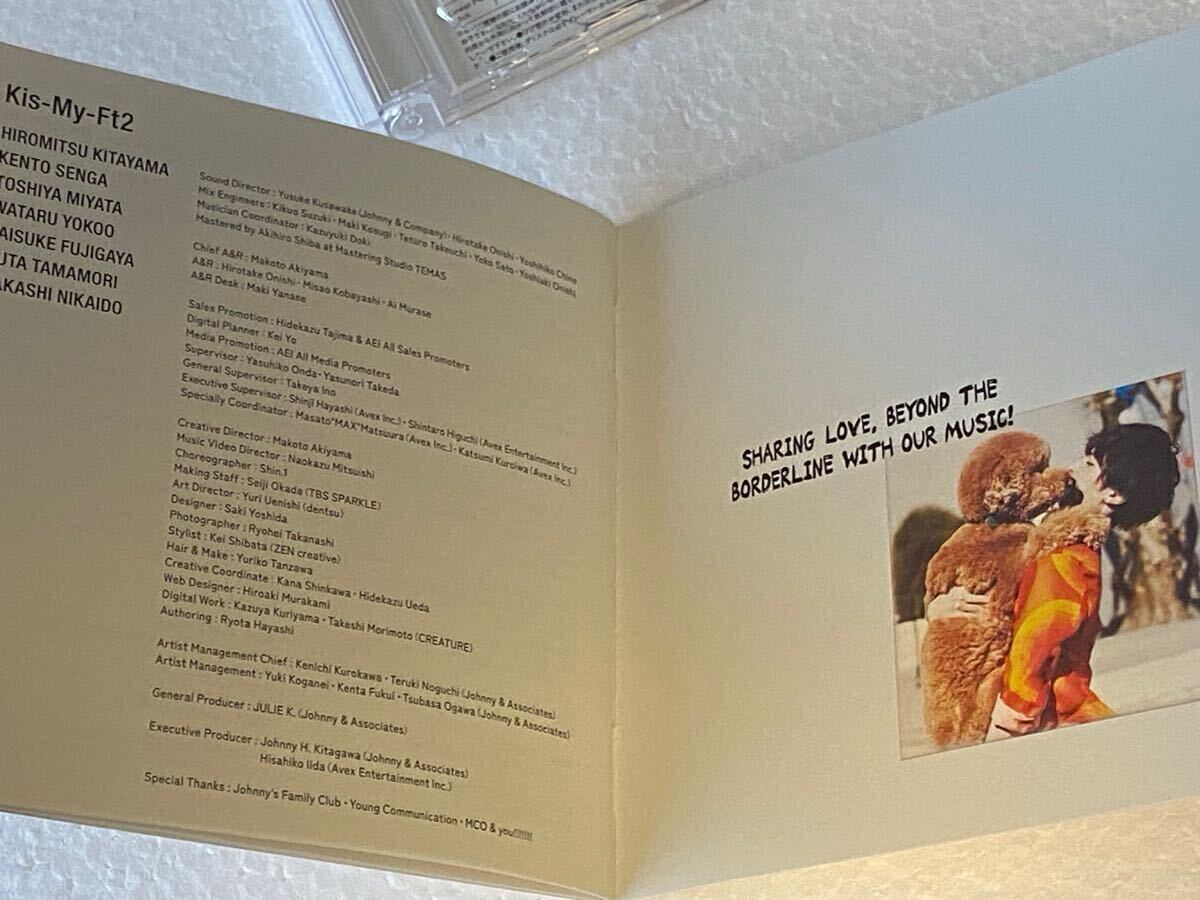 Kis-My-Ft2
HIROMITSU KITAYAMA
KENTO SENGA
TOSHIYA MIYATA
WATARU YOKOO
AISUKE FUJIGAYA
UTA TAMAMORI
AKASHI NIKAIDO
Sound Director : Yusuke Kusawake (Johnny & Company)・Hirotake Onishi・Yoshihiko Chino
Mix Engineers : Kikuo Suzuki・Maki Kosugi・Teturo Takeuchi・Yoko Sato・Yoshiaki Onishi
Musician Coordinator : Kazuyuki Doki
Mastered by Akihiro Shiba at Mastering Studio TEMAS
Chief A&R : Makoto Akiyama
A&R : Hirotake Onishi・Misao Kobayashi・Ai Murase
A&R Desk : Maki Yanase
Sales Promotion : Hidekazu Tajima & AEI All Sales Promoters
Digital Planner : Kei Yo
Media Promotion : AEI All Media Promoters
Supervisor : Yasuhiko Onda・Yasunori Takeda
General Supervisor : Takeya Ino
Executive Supervisor : Shinji Hayashi (Avex Inc.)・Shintaro Higuchi (Avex Entertainment Inc.)
Specially Coordinator : Masato"MAX"Matsuura (Avex Inc.)・Katsumi Kuroiwa (Avex Inc.)
Creative Director : Makoto Akiyama
Music Video Director : Naokazu Mitsuishi
Choreographer : Shin.1
Making Staff : Seiji Okada (TBS SPARKLE)
Art Director : Yuri Uenishi (dentsu)
Designer : Saki Yoshida
Photographer : Ryohei Takanashi
Stylist : Kei Shibata (ZEN creative)
Hair & Make : Yuriko Tanzawa
Creative Coordinate : Kana Shinkawa・Hidekazu Ueda
Web Designer : Hiroaki Murakami
Digital Work : Kazuya Kuriyama・Takeshi Morimoto (CREATURE)
Authoring : Ryota Hayashi
Artist Management Chief : Kenichi Kurokawa・Teruki Noguchi (Johnny & Associates)
Artist Management : Yuki Koganei・Kenta Fukui・Tsubasa Ogawa (Johnny & Associates)
General Producer : JULIE K. (Johnny & Associates)
Executive Producer : Johnny H. Kitagawa (Johnny & Associates)
Hisahiko Iida (Avex Entertainment Inc.)
Special Thanks : Johnny's Family Club・Young Communication・MCO & you!!!!!!!
SHARING LOVE, BEYOND THE
BORDERLINE WITH OUR MUSIC!